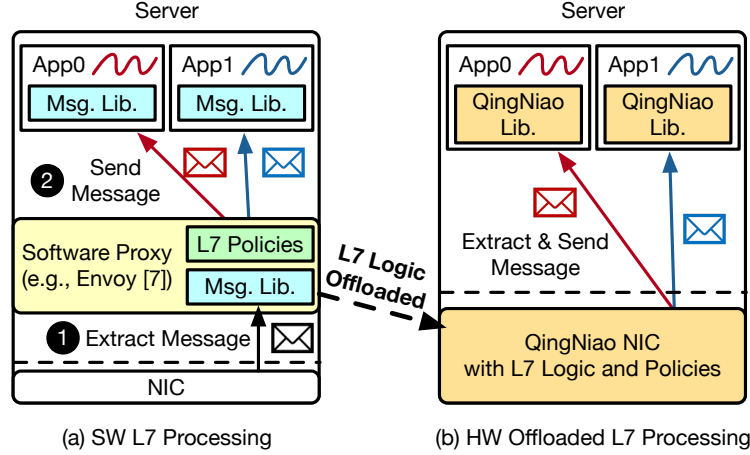 Server
App0
App1
Msg. Lib.
Msg. Lib.
2
Send
Message
Software Proxy
(e.g., Envoy [7])
L7 Policies
Msg. Lib.
1 Extract Message
NIC
(a) SW L7 Processing
L7 Logic
Offloaded
Server
App0
App1
QingNiao
Lib.
QingNiao
Lib.
Extract & Send
Message
QingNiao NIC
with L7 Logic and Policies
(b) HW Offloaded L7 Processing